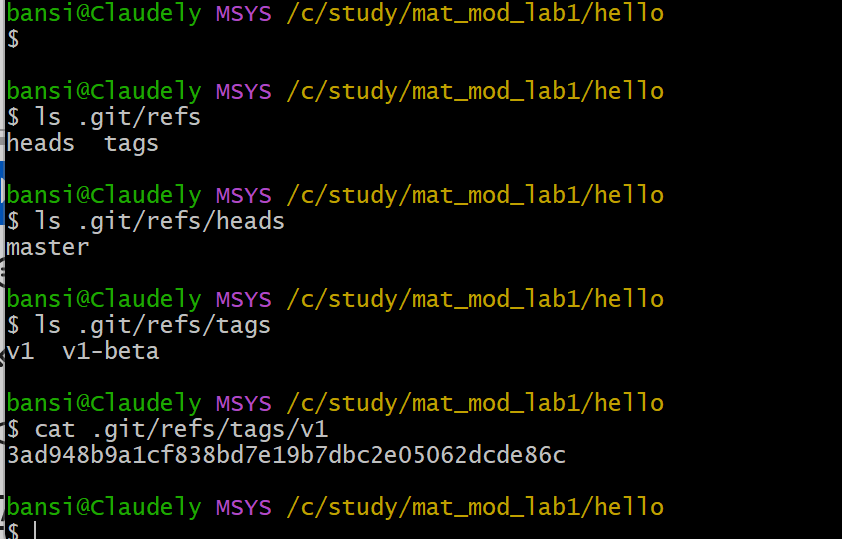 bansi@Claudely MSYS /c/study/mat_mod_lab1/hello
$
bansi@Claudely MSYS /c/study/mat_mod_lab1/hello
$ ls .git/refs
heads  tags
bansi@Claudely MSYS /c/study/mat_mod_lab1/hello
$ ls .git/refs/heads
master
bansi@Claudely MSYS /c/study/mat_mod_lab1/hello
$ ls .git/refs/tags
v1  v1-beta
bansi@Claudely MSYS /c/study/mat_mod_lab1/hello
$ cat .git/refs/tags/v1
3ad948b9a1cf838bd7e19b7dbc2e05062dcde86c
bansi@Claudely MSYS /c/study/mat_mod_lab1/hello
$